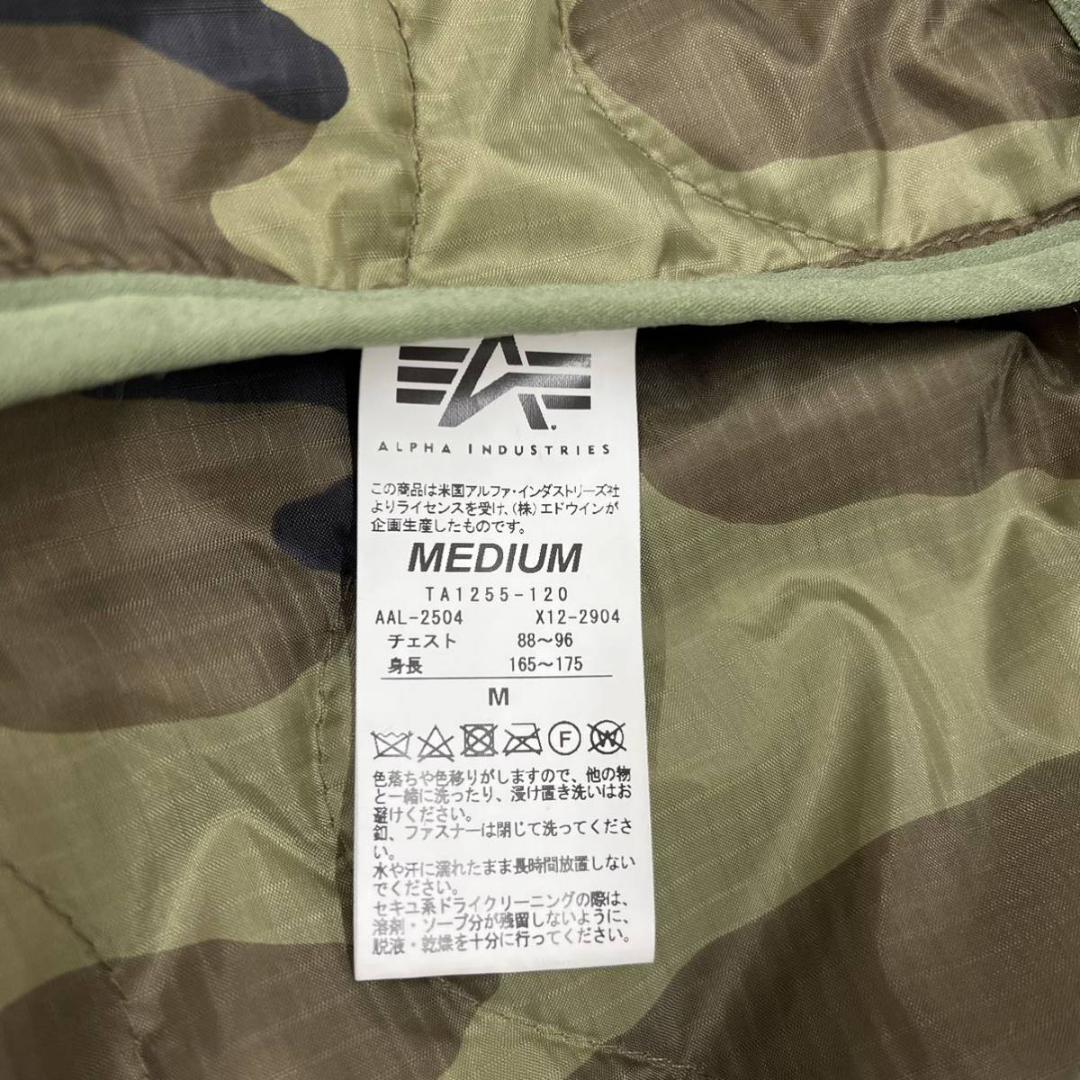 ALPHA INDUSTRIES
この商品は米国アルファ・インダストリーズ社
よりライセンスを受け、(株)エドウインが
企画生産したものです。
MEDIUM
TA1255-120
AAL-2504 X12-2904
チェスト 88〜96
身長 165〜175
M
F W
色落ちや色移りがしますので、他の物
と一緒に洗ったり、浸け置き洗いはお
避けください。
釦、ファスナーは閉じて洗ってくださ
い。
水や汗に濡れたまま長時間放置しない
でください。
セキユ系ドライクリーニングの際は、
溶剤・ソープ分が残留しないように、
脱液・乾燥を十分に行ってください。